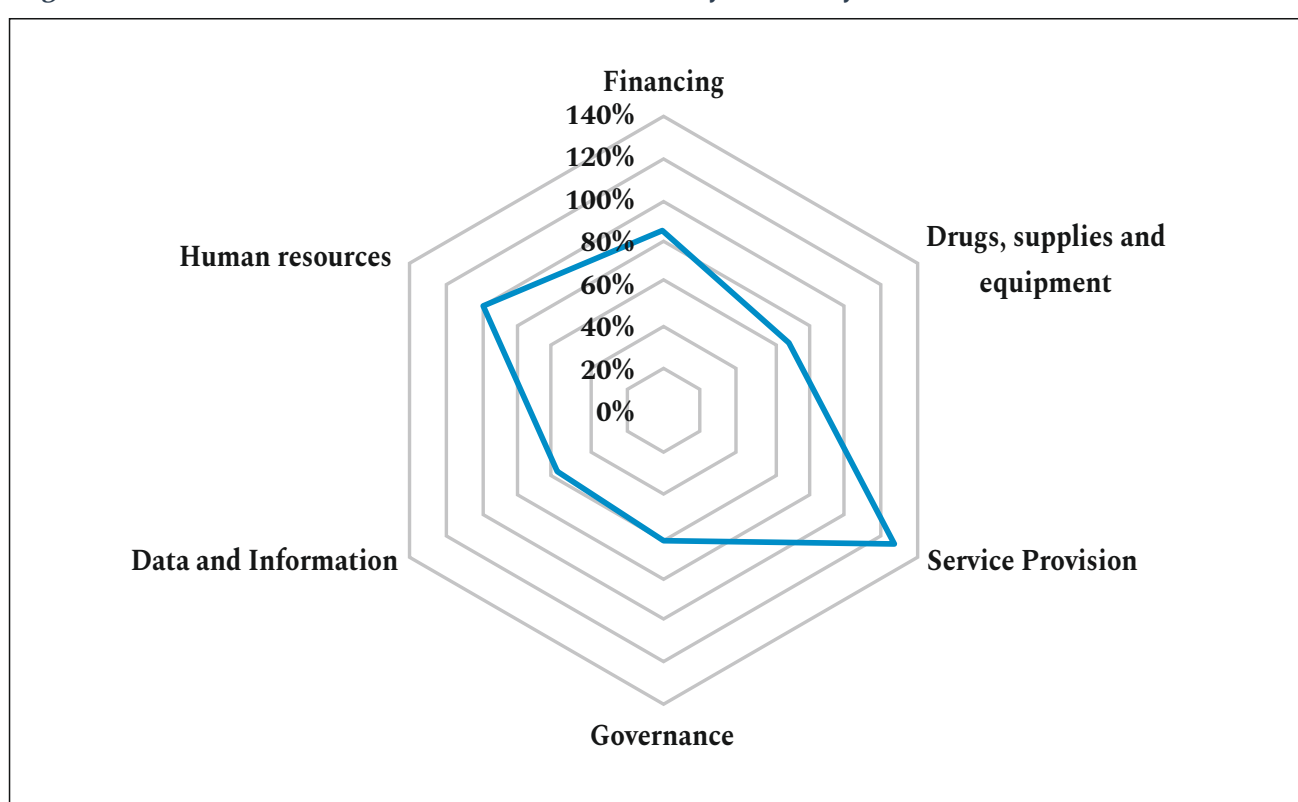 Financing
140%
120%
100%
80%
60%
40%
20%
0%
Human resources
Drugs, supplies and
equipment
Data and Information
Service Provision
Governance